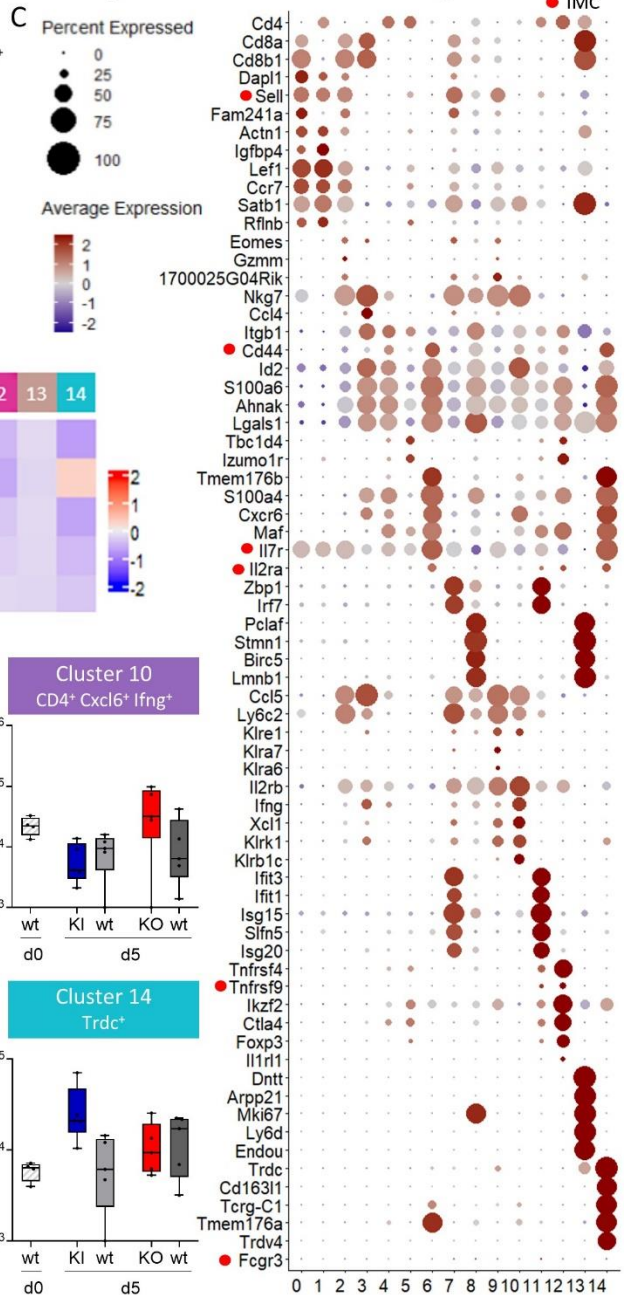 C
IMC
Percent Expressed
0
25
50
75
100
Average Expression
2
1
0
-1
-2
13
14
2
1
0
-1
-2
Cluster 10
CD4⁺ Cxcl6⁺ Ifng⁺
wt KI wt KO wt
d0 d5
Cluster 14
Trdc⁺
wt KI wt KO wt
d0 d5
Cd4
Cd8a
Cd8b1
Dapl1
Sell
Fam241a
Actn1
Igfbp4
Lef1
Ccr7
Satb1
Rflnb
Eomes
Gzmm
1700025G04Rik
Nkg7
Ccl4
Itgb1
Cd44
Id2
S100a6
Ahnak
Lgals1
Tbc1d4
Izumo1r
Tmem176b
S100a4
Cxcr6
Maf
Il7r
Il2ra
Zbp1
Irf7
Pclaf
Stmn1
Birc5
Lmnb1
Ccl5
Ly6c2
Klre1
Klra7
Klra6
Il2rb
Ifng
Xcl1
Klrk1
Klrb1c
Ifit3
Ifit1
Isg15
Slfn5
Isg20
Tnfrsf4
Tnfrsf9
Ikzf2
Ctla4
Foxp3
Il1rl1
Dntt
Arpp21
Mki67
Ly6d
Endou
Trdc
Cd163l1
Tcrg-C1
Tmem176a
Trdv4
Fcgr3
0 1 2 3 4 5 6 7 8 9 10 11 12 13 14